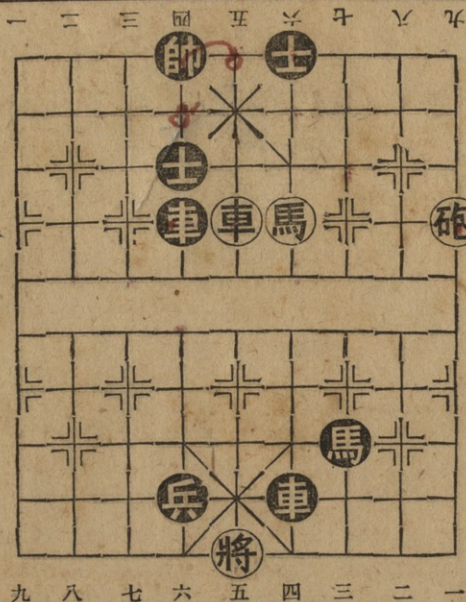 一 二 三 四 五 六 七 八 九
帥 士
士
車 車 馬 砲
馬
兵 車
將
九 八 七 六 五 四 三 二 一